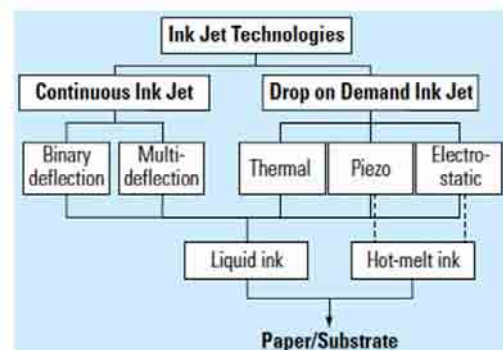 Ink Jet Technologies
Continuous Ink Jet
Drop on Demand Ink Jet
Binary
deflection
Multi-
deflection
Thermal
Piezo
Electro-
static
Liquid ink
Hot-melt ink
Paper/Substrate